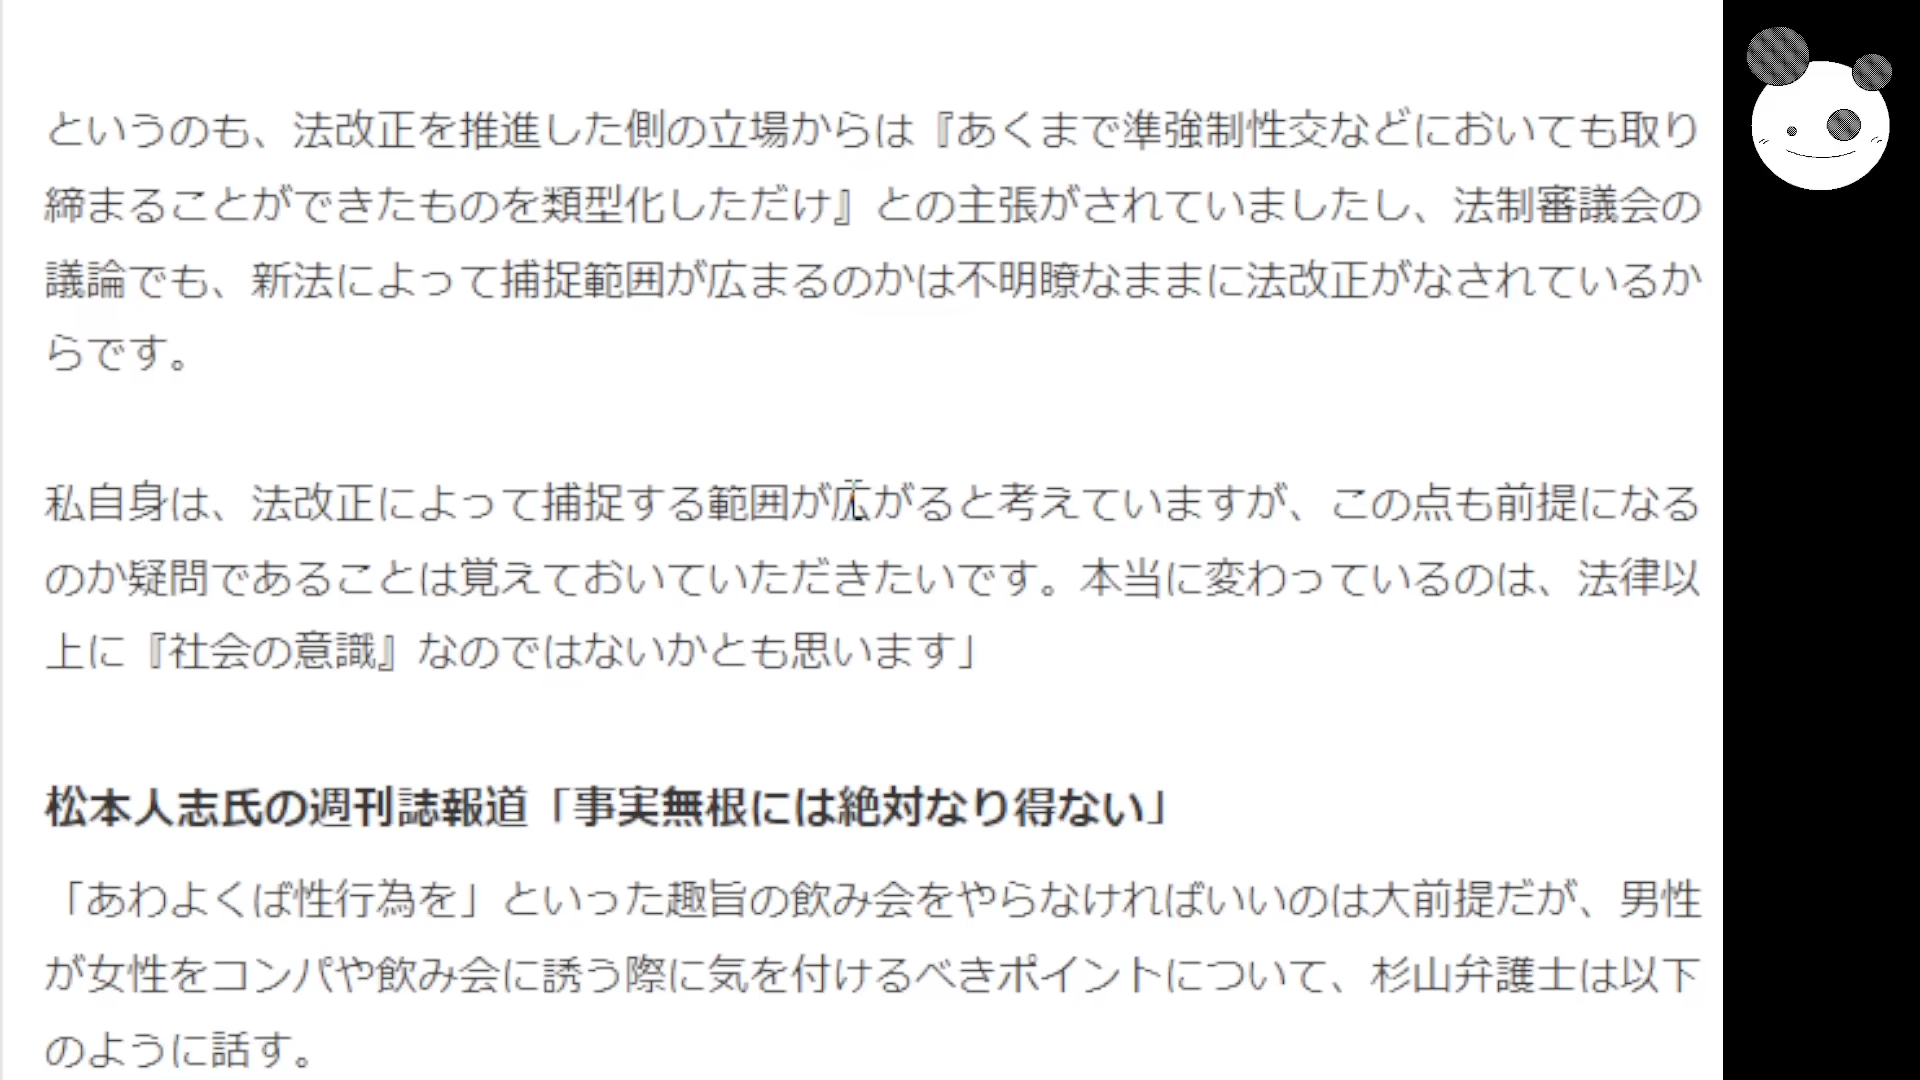 というのも、法改正を推進した側の立場からは『あくまで準強制性交などにおいても取り
締まることができたものを類型化しただけ』との主張がされていましたし、法制審議会の
議論でも、新法によって捕捉範囲が広まるのかは不明瞭なままに法改正がなされているか
らです。
私自身は、法改正によって捕捉する範囲が広がると考えていますが、この点も前提になる
のか疑問であることは覚えておいていただきたいです。本当に変わっているのは、法律以
上に『社会の意識』なのではないかとも思います」
松本人志氏の週刊誌報道「事実無根には絶対なり得ない」
「あわよくば性行為を」といった趣旨の飲み会をやらなければいいのは大前提だが、男性
が女性をコンパや飲み会に誘う際に気を付けるべきポイントについて、杉山弁護士は以下
のように話す。